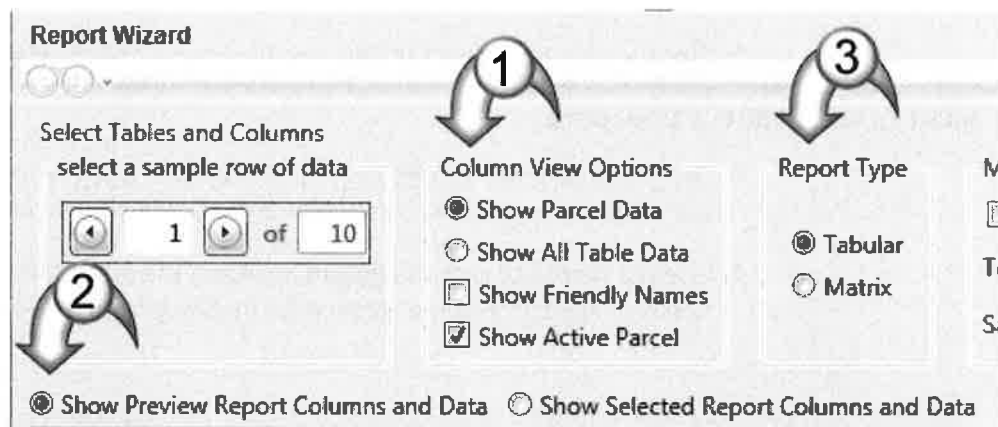 Report Wizard
1
3
Select Tables and Columns
select a sample row of data
1 of 10
2
Column View Options
Show Parcel Data
Show All Table Data
Show Friendly Names
Show Active Parcel
Report Type
Tabular
Matrix
Show Preview Report Columns and Data
Show Selected Report Columns and Data